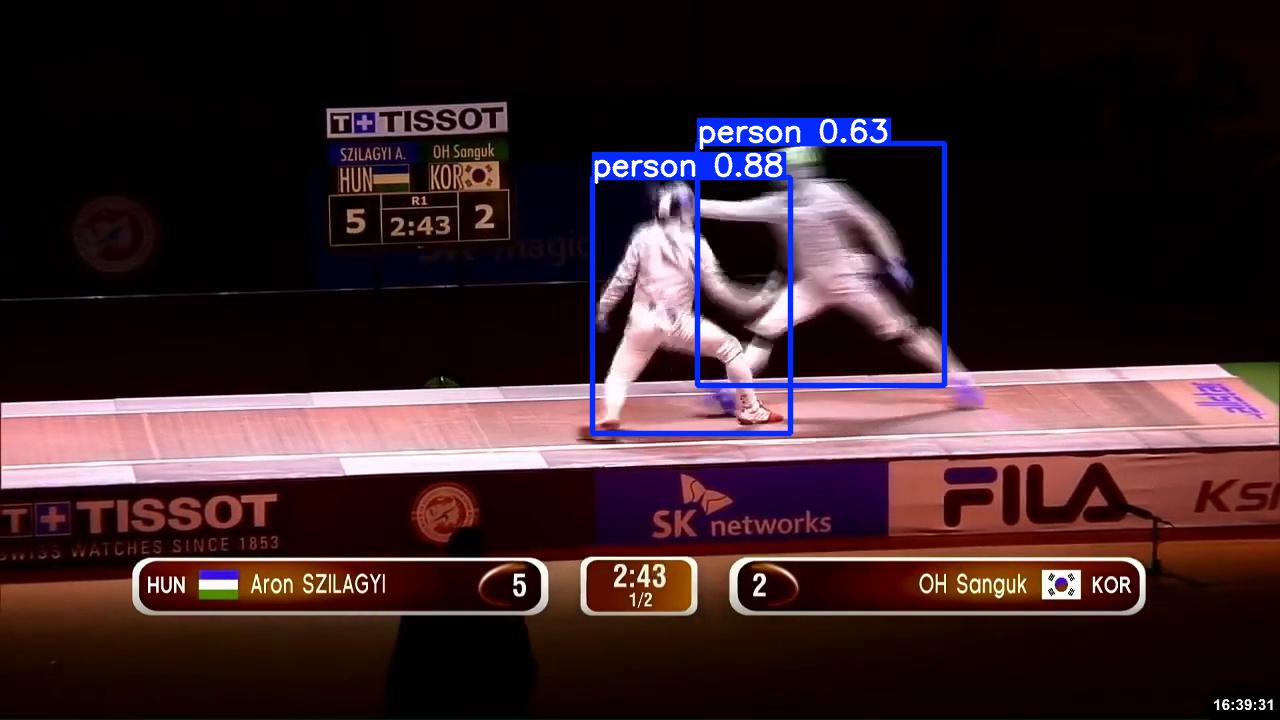 T+ TISSOT
SZILAGYI A. OH Sanguk
HUN KOR
R1
5 2:43 2
magic
person 0.63
person 0.88
T+ TISSOT
SWISS WATCHES SINCE 1853
SK networks
FILA
HUN Aron SZILAGYI 5
2:43
1/2
2 OH Sanguk KOR
16:39:31